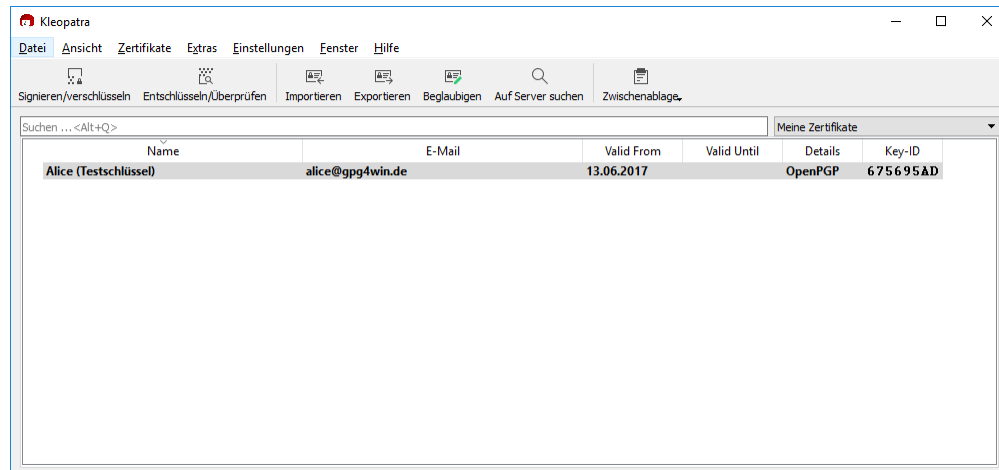 Kleopatra
Datei Ansicht Zertifikate Extras Einstellungen Fenster Hilfe
Signieren/verschlüsseln Entschlüsseln/Überprüfen Importieren Exportieren Beglaubigen Auf Server suchen Zwischenablage
Suchen ...<Alt+Q> Meine Zertifikate
Name E-Mail Valid From Valid Until Details Key-ID
Alice (Testschlüssel) alice@gpg4win.de 13.06.2017 OpenPGP 675695AD